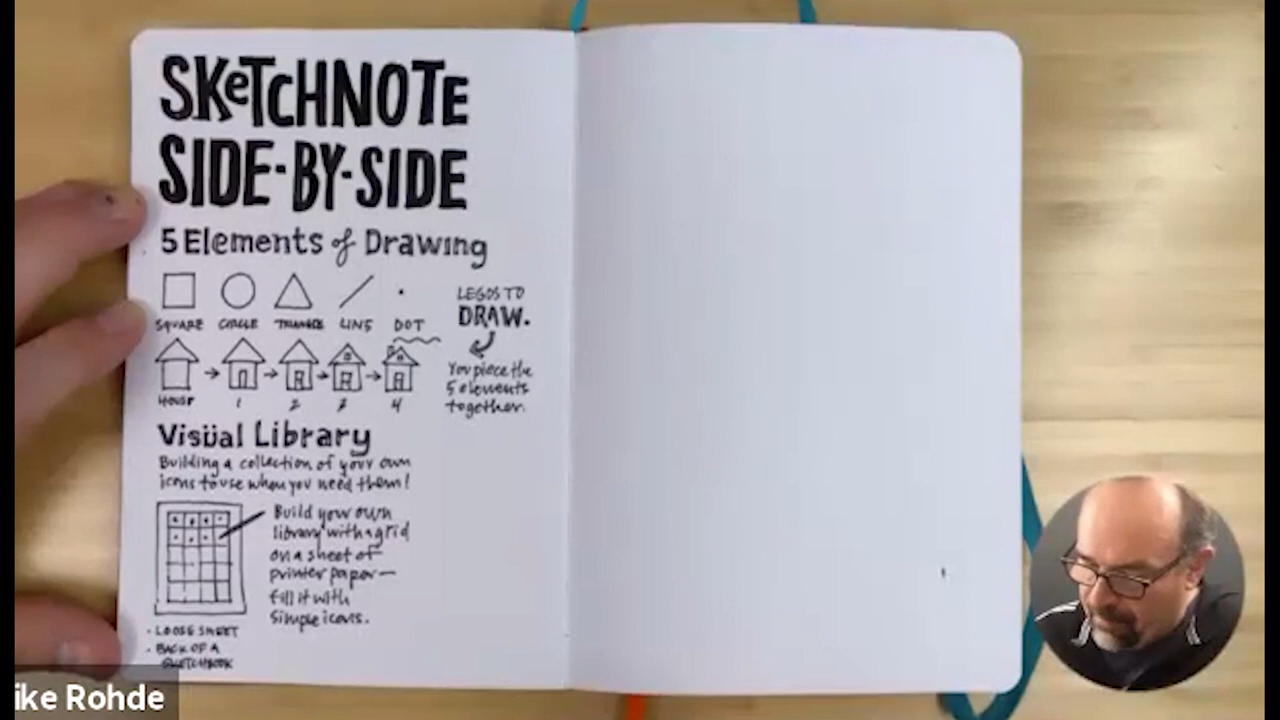 SKETCHNOTE
SIDE-BY-SIDE
5 Elements of Drawing
SQUARE CIRCLE TRIANGLE LINE DOT
LEGOS TO
DRAW.
You piece the
5 elements
together.
HOUSE 1 2 3 4
Visual Library
Building a collection of your own
icons to use when you need them!
Build your own
library with a grid
on a sheet of
printer paper—
fill it with
simple icons.
• LOOSE SHEET
• BACK OF A
SKETCHBOOK
ike Rohde